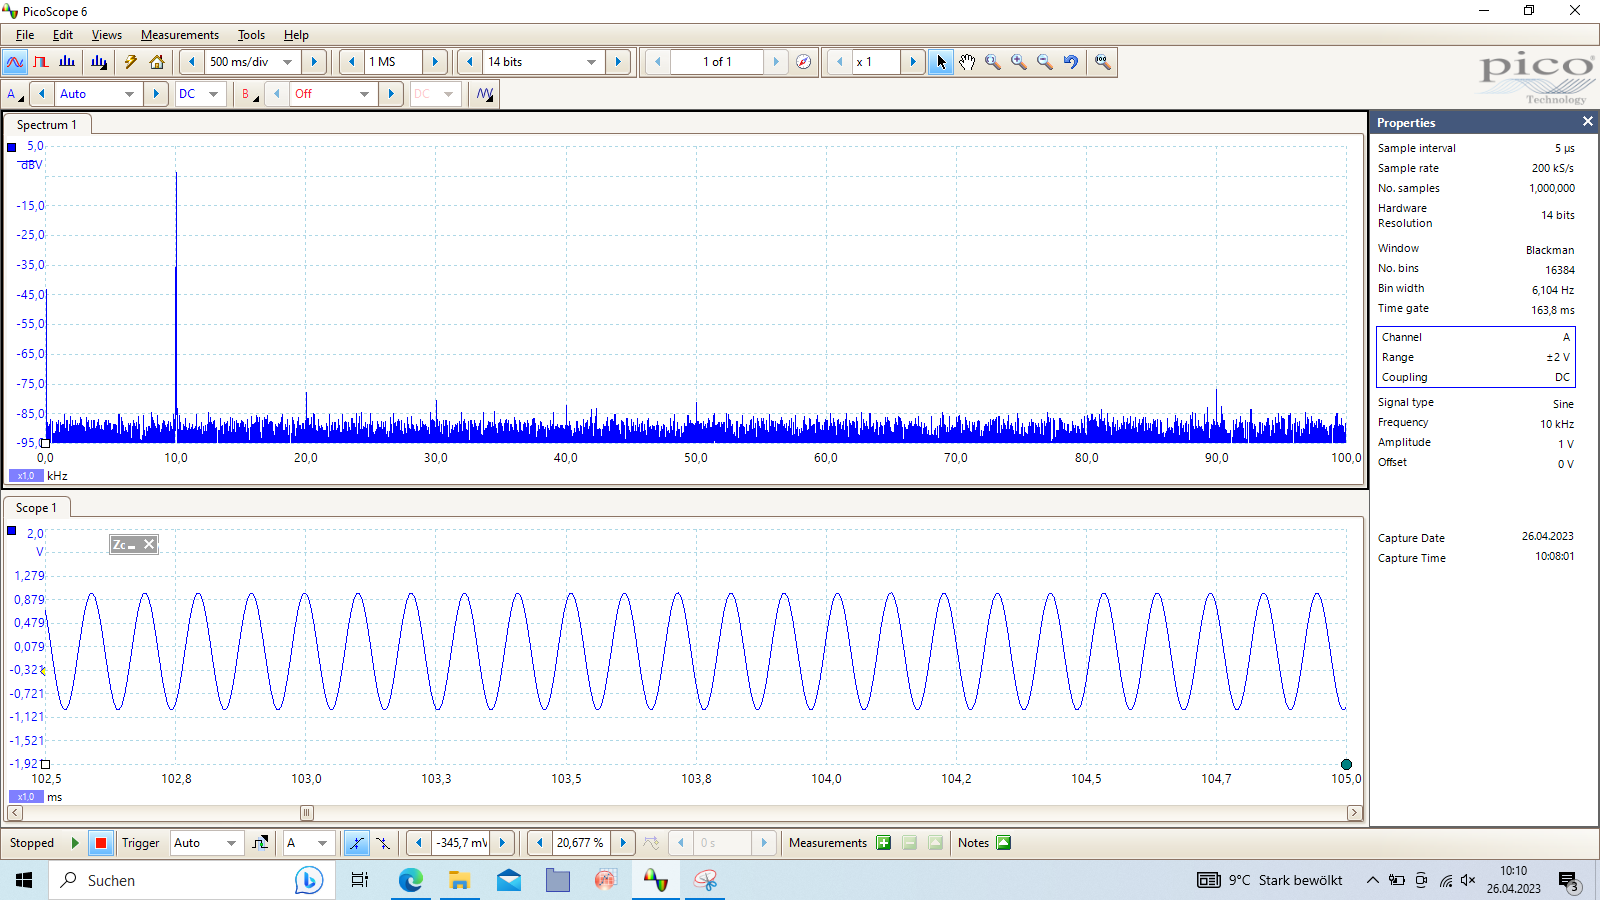 PicoScope 6
File Edit Views Measurements Tools Help
500 ms/div 1 MS 14 bits 1 of 1 x 1
A Auto DC B Off DC
pico
Technology
Spectrum 1
5,0
dBV
-15,0
-25,0
-35,0
-45,0
-55,0
-65,0
-75,0
-85,0
-95,0
0,0 10,0 20,0 30,0 40,0 50,0 60,0 70,0 80,0 90,0 100,0
x1,0 kHz
Scope 1
2,0
V
Zc
1,279
0,879
0,479
0,079
-0,321
-0,721
-1,121
-1,521
-1,921
102,5 102,8 103,0 103,3 103,5 103,8 104,0 104,2 104,5 104,7 105,0
x1,0 ms
Properties
Sample interval 5 µs
Sample rate 200 kS/s
No. samples 1,000,000
Hardware
Resolution 14 bits
Window Blackman
No. bins 16384
Bin width 6,104 Hz
Time gate 163,8 ms
Channel A
Range ±2 V
Coupling DC
Signal type Sine
Frequency 10 kHz
Amplitude 1 V
Offset 0 V
Capture Date 26.04.2023
Capture Time 10:08:01
Stopped Trigger Auto A -345,7 mV 20,677 % 0 s Measurements Notes
Suchen 9°C Stark bewölkt 10:10
26.04.2023 3